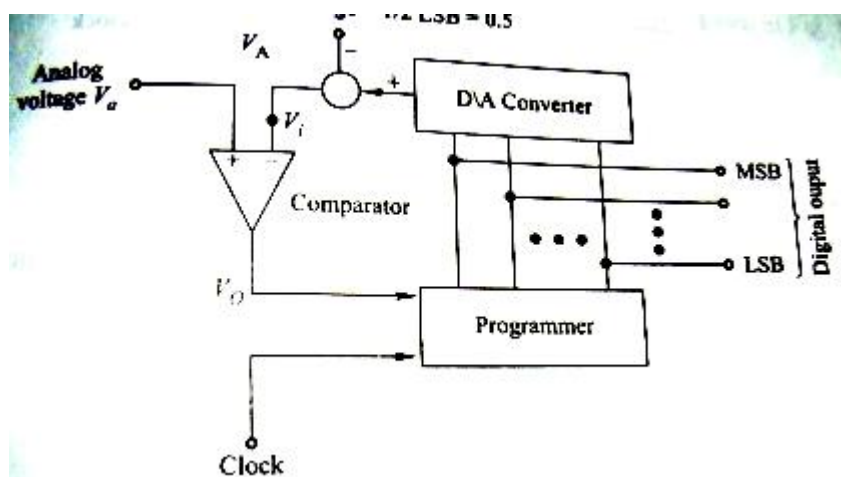 1/2 LSB = 0.5
V_A
−
Analog
voltage V_a
+
D\A Converter
V_i
+ −
MSB
Comparator
Digital ouput
LSB
V_O
Programmer
Clock